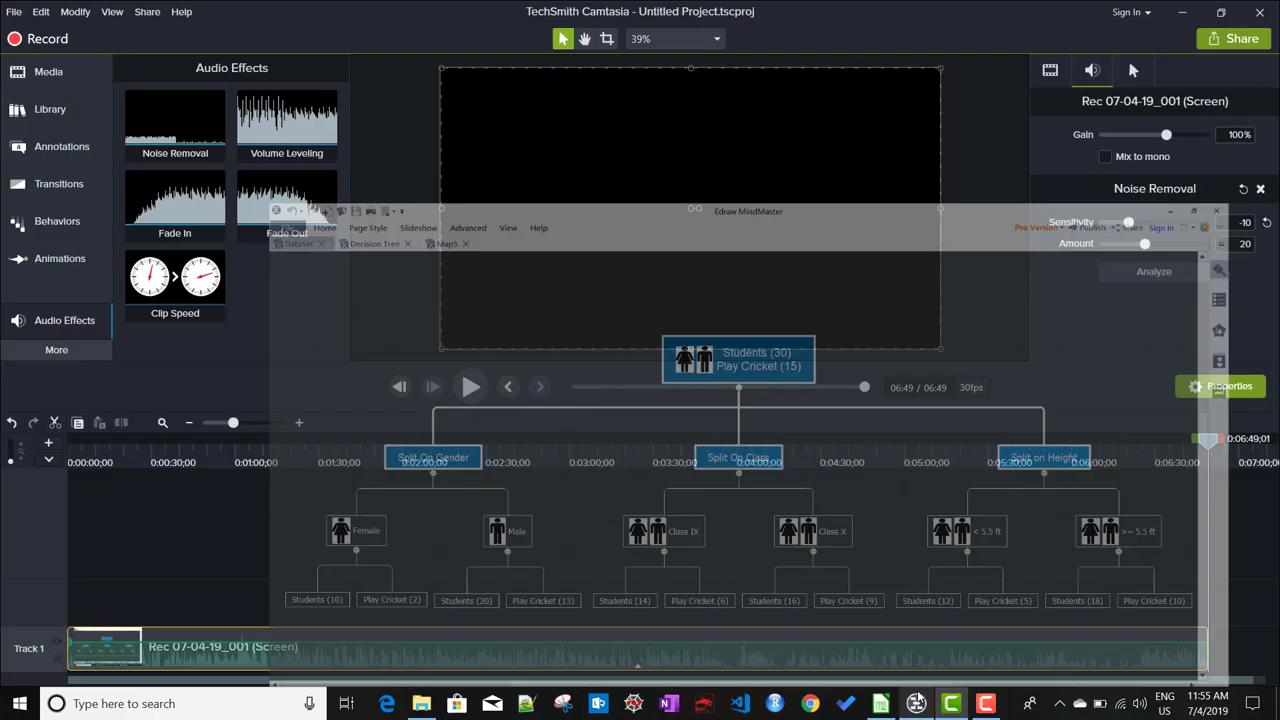 File Edit Modify View Share Help
TechSmith Camtasia - Untitled Project.tscproj
Sign In
Record
39%
Share
Media
Library
Annotations
Transitions
Behaviors
Animations
Audio Effects
More
Audio Effects
Noise Removal
Volume Leveling
Fade In
Fade Out
Clip Speed
Rec 07-04-19_001 (Screen)
Gain 100%
Mix to mono
Noise Removal
Sensitivity -10
Amount 20
Analyze
Edraw MindMaster
File Home Page Style Slideshow Advanced View Help
Pro Version Publish Share Sign In
DataSet Decision Tree Map5
Students (30)
Play Cricket (15)
06:49 / 06:49 30fps
Properties
Split On Gender
Split On Class
Split on Height
0:06:49;01
0:00:00;00 0:00:30;00 0:01:00;00 0:01:30;00 0:02:00;00 0:02:30;00 0:03:00;00 0:03:30;00 0:04:00;00 0:04:30;00 0:05:00;00 0:05:30;00 0:06:00;00 0:06:30;00 0:07:00;00
Female
Male
Class IX
Class X
< 5.5 ft
>= 5.5 ft
Students (10)
Play Cricket (2)
Students (20)
Play Cricket (13)
Students (14)
Play Cricket (6)
Students (16)
Play Cricket (9)
Students (12)
Play Cricket (5)
Students (18)
Play Cricket (10)
Track 1
Rec 07-04-19_001 (Screen)
Type here to search
ENG
11:55 AM
7/4/2019